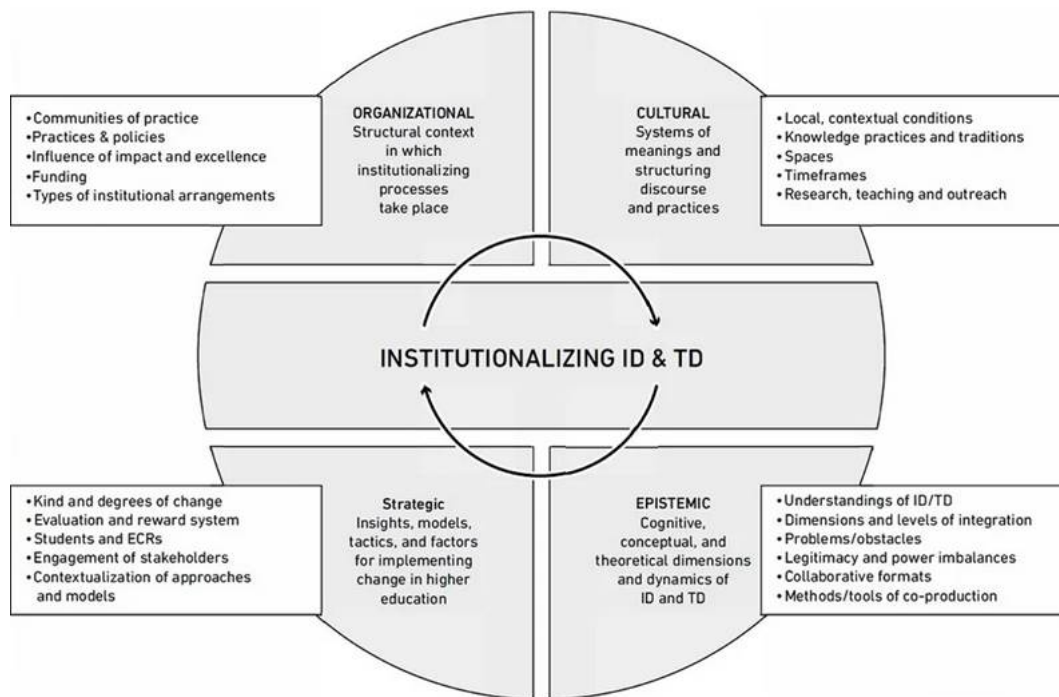 •Communities of practice
•Practices & policies
•Influence of impact and excellence
•Funding
•Types of institutional arrangements
ORGANIZATIONAL
Structural context
in which
institutionalizing
processes
take place
CULTURAL
Systems of
meanings and
structuring
discourse
and practices
•Local, contextual conditions
•Knowledge practices and traditions
•Spaces
•Timeframes
•Research, teaching and outreach
INSTITUTIONALIZING ID & TD
•Kind and degrees of change
•Evaluation and reward system
•Students and ECRs
•Engagement of stakeholders
•Contextualization of approaches
and models
Strategic
Insights, models,
tactics, and factors
for implementing
change in higher
education
EPISTEMIC
Cognitive,
conceptual, and
theoretical dimensions
and dynamics of
ID and TD
•Understandings of ID/TD
•Dimensions and levels of integration
•Problems/obstacles
•Legitimacy and power imbalances
•Collaborative formats
•Methods/tools of co-production